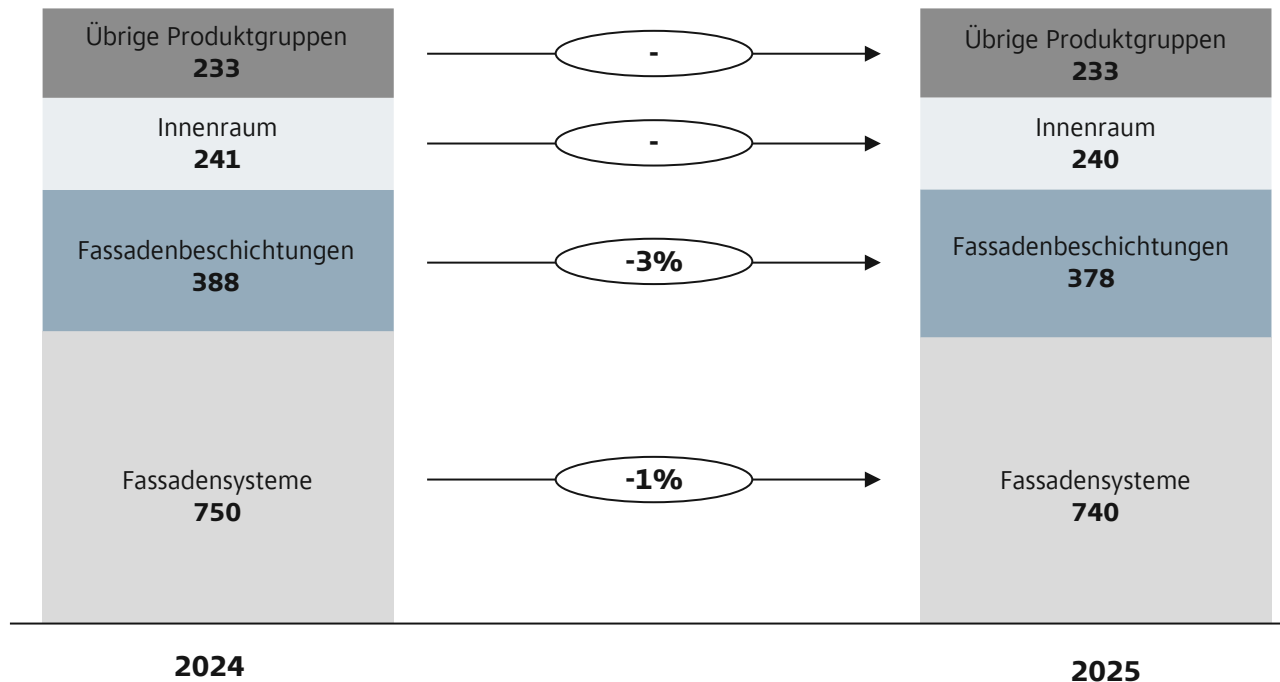 Übrige Produktgruppen
233
-
Übrige Produktgruppen
233
Innenraum
241
-
Innenraum
240
Fassadenbeschichtungen
388
-3%
Fassadenbeschichtungen
378
Fassadensysteme
750
-1%
Fassadensysteme
740
2024
2025